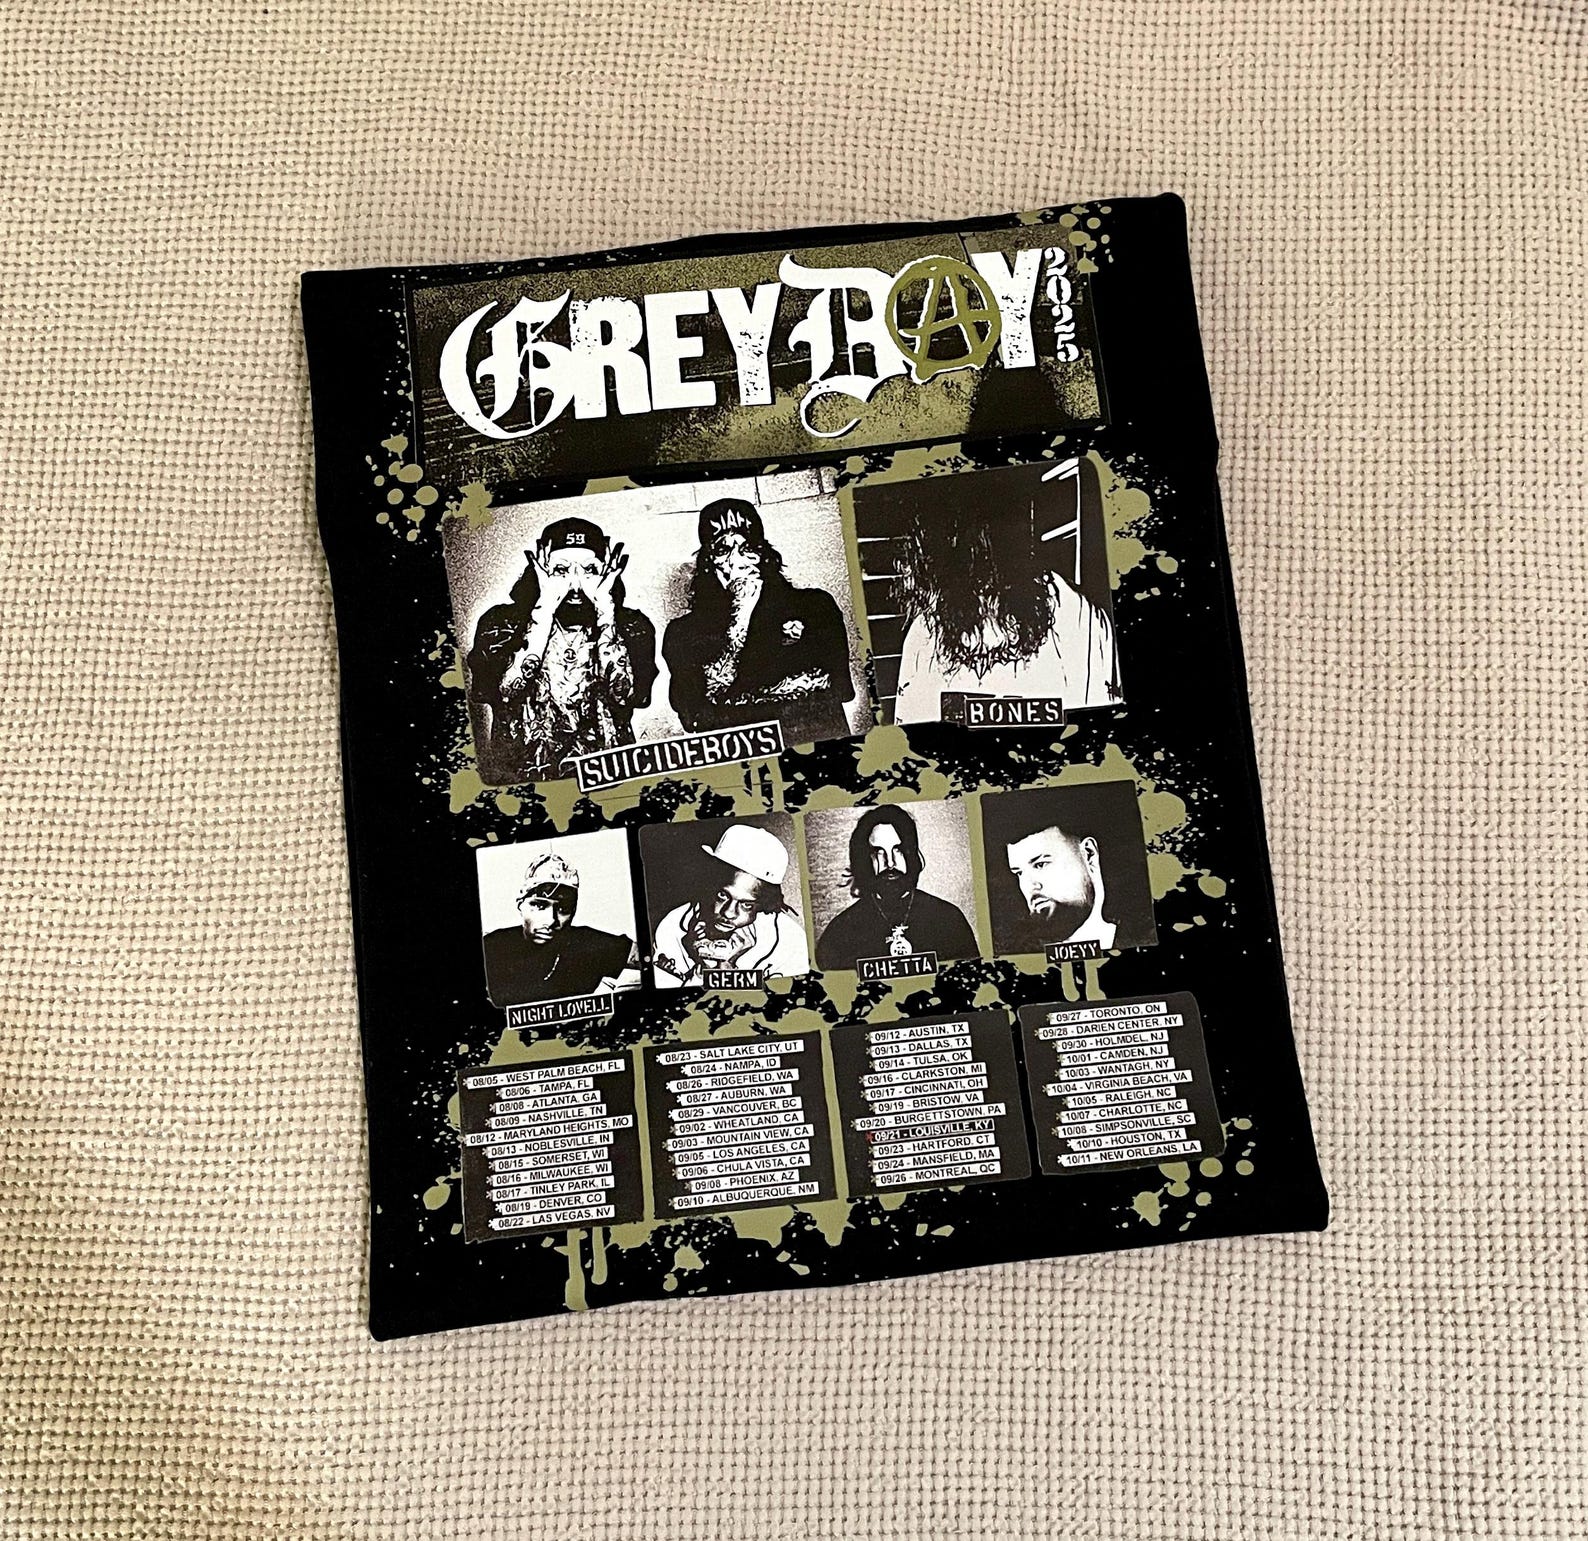 GREY DAY 2025
59
STAFF
SUICIDEBOYS
BONES
NIGHT LOVELL
GERM
CHETTA
JOEYY
08/05 - WEST PALM BEACH, FL
08/06 - TAMPA, FL
08/08 - ATLANTA, GA
08/09 - NASHVILLE, TN
08/12 - MARYLAND HEIGHTS, MO
08/13 - NOBLESVILLE, IN
08/15 - SOMERSET, WI
08/16 - MILWAUKEE, WI
08/17 - TINLEY PARK, IL
08/19 - DENVER, CO
08/22 - LAS VEGAS, NV
08/23 - SALT LAKE CITY, UT
08/24 - NAMPA, ID
08/26 - RIDGEFIELD, WA
08/27 - AUBURN, WA
08/29 - VANCOUVER, BC
09/02 - WHEATLAND, CA
09/03 - MOUNTAIN VIEW, CA
09/05 - LOS ANGELES, CA
09/06 - CHULA VISTA, CA
09/08 - PHOENIX, AZ
09/10 - ALBUQUERQUE, NM
09/12 - AUSTIN, TX
09/13 - DALLAS, TX
09/14 - TULSA, OK
09/16 - CLARKSTON, MI
09/17 - CINCINNATI, OH
09/19 - BRISTOW, VA
09/20 - BURGETTSTOWN, PA
09/21 - LOUISVILLE, KY
09/23 - HARTFORD, CT
09/24 - MANSFIELD, MA
09/26 - MONTREAL, QC
09/27 - TORONTO, ON
09/28 - DARIEN CENTER, NY
09/30 - HOLMDEL, NJ
10/01 - CAMDEN, NJ
10/03 - WANTAGH, NY
10/04 - VIRGINIA BEACH, VA
10/05 - RALEIGH, NC
10/07 - CHARLOTTE, NC
10/08 - SIMPSONVILLE, SC
10/10 - HOUSTON, TX
10/11 - NEW ORLEANS, LA